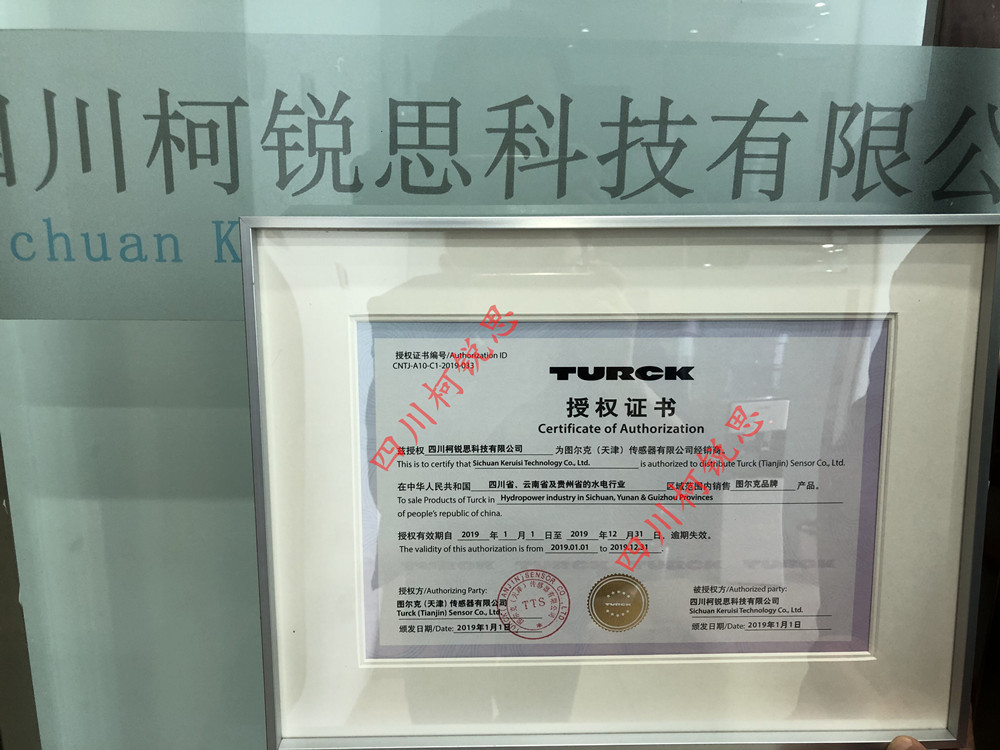 川柯锐思科技有限公
chuan K
授权证书编号/Authorization ID
CNTJ-A10-C1-2019-033
TURCK
授权证书
Certificate of Authorization
兹授权 四川柯锐思科技有限公司 为图尔克（天津）传感器有限公司经销商。
This is to certify that Sichuan Keruisi Technology Co., Ltd. is authorized to distribute Turck (Tianjin) Sensor Co., Ltd.
在中华人民共和国 四川省、云南省及贵州省的水电行业 区域范围内销售 图尔克品牌 产品。
To sale Products of Turck in Hydropower industry in Sichuan, Yunan & Guizhou Provinces
of people's republic of china.
授权有效期自 2019 年 1 月 1 日至 2019 年12 月31 日。逾期失效。
The validity of this authorization is from 2019.01.01 to 2019.12.31
授权方/Authorizing Party:
图尔克（天津）传感器有限公司
Turck (Tianjin) Sensor Co., Ltd.
颁发日期/Date: 2019年1月1日
TTS
TURCK
被授权方/Authorized party:
四川柯锐思科技有限公司
Sichuan Keruisi Technology Co., Ltd.
颁发日期/Date: 2019年1月1日
四川柯锐思
四川柯锐思